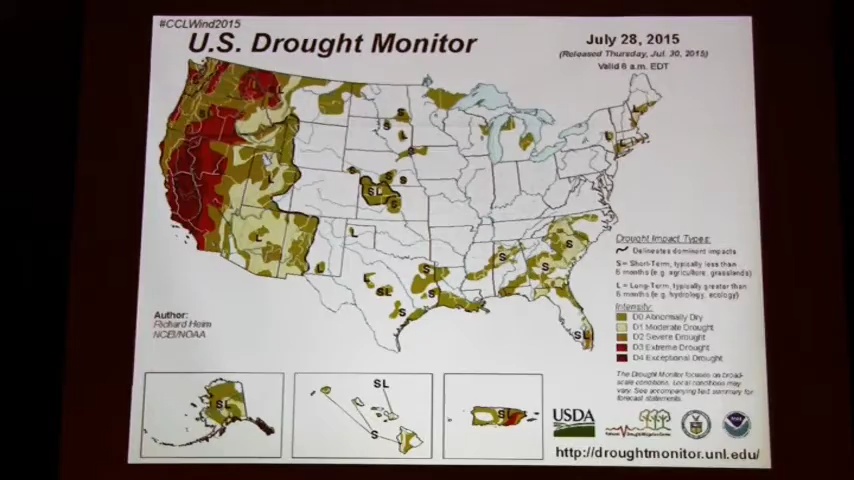 #CCLWind2015
U.S. Drought Monitor
July 28, 2015
(Released Thursday, Jul. 30, 2015)
Valid 8 a.m. EDT
Drought Impact Types:
Delineates dominant impacts
S = Short-Term, typically less than
6 months (e.g. agriculture, grasslands)
L = Long-Term, typically greater than
6 months (e.g. hydrology, ecology)
Intensity:
D0 Abnormally Dry
D1 Moderate Drought
D2 Severe Drought
D3 Extreme Drought
D4 Exceptional Drought
Author:
Richard Heim
NCEI/NOAA
The Drought Monitor focuses on broad-
scale conditions. Local conditions may
vary. See accompanying text summary for
forecast statements.
SL
SL
S
SL
USDA
http://droughtmonitor.unl.edu/